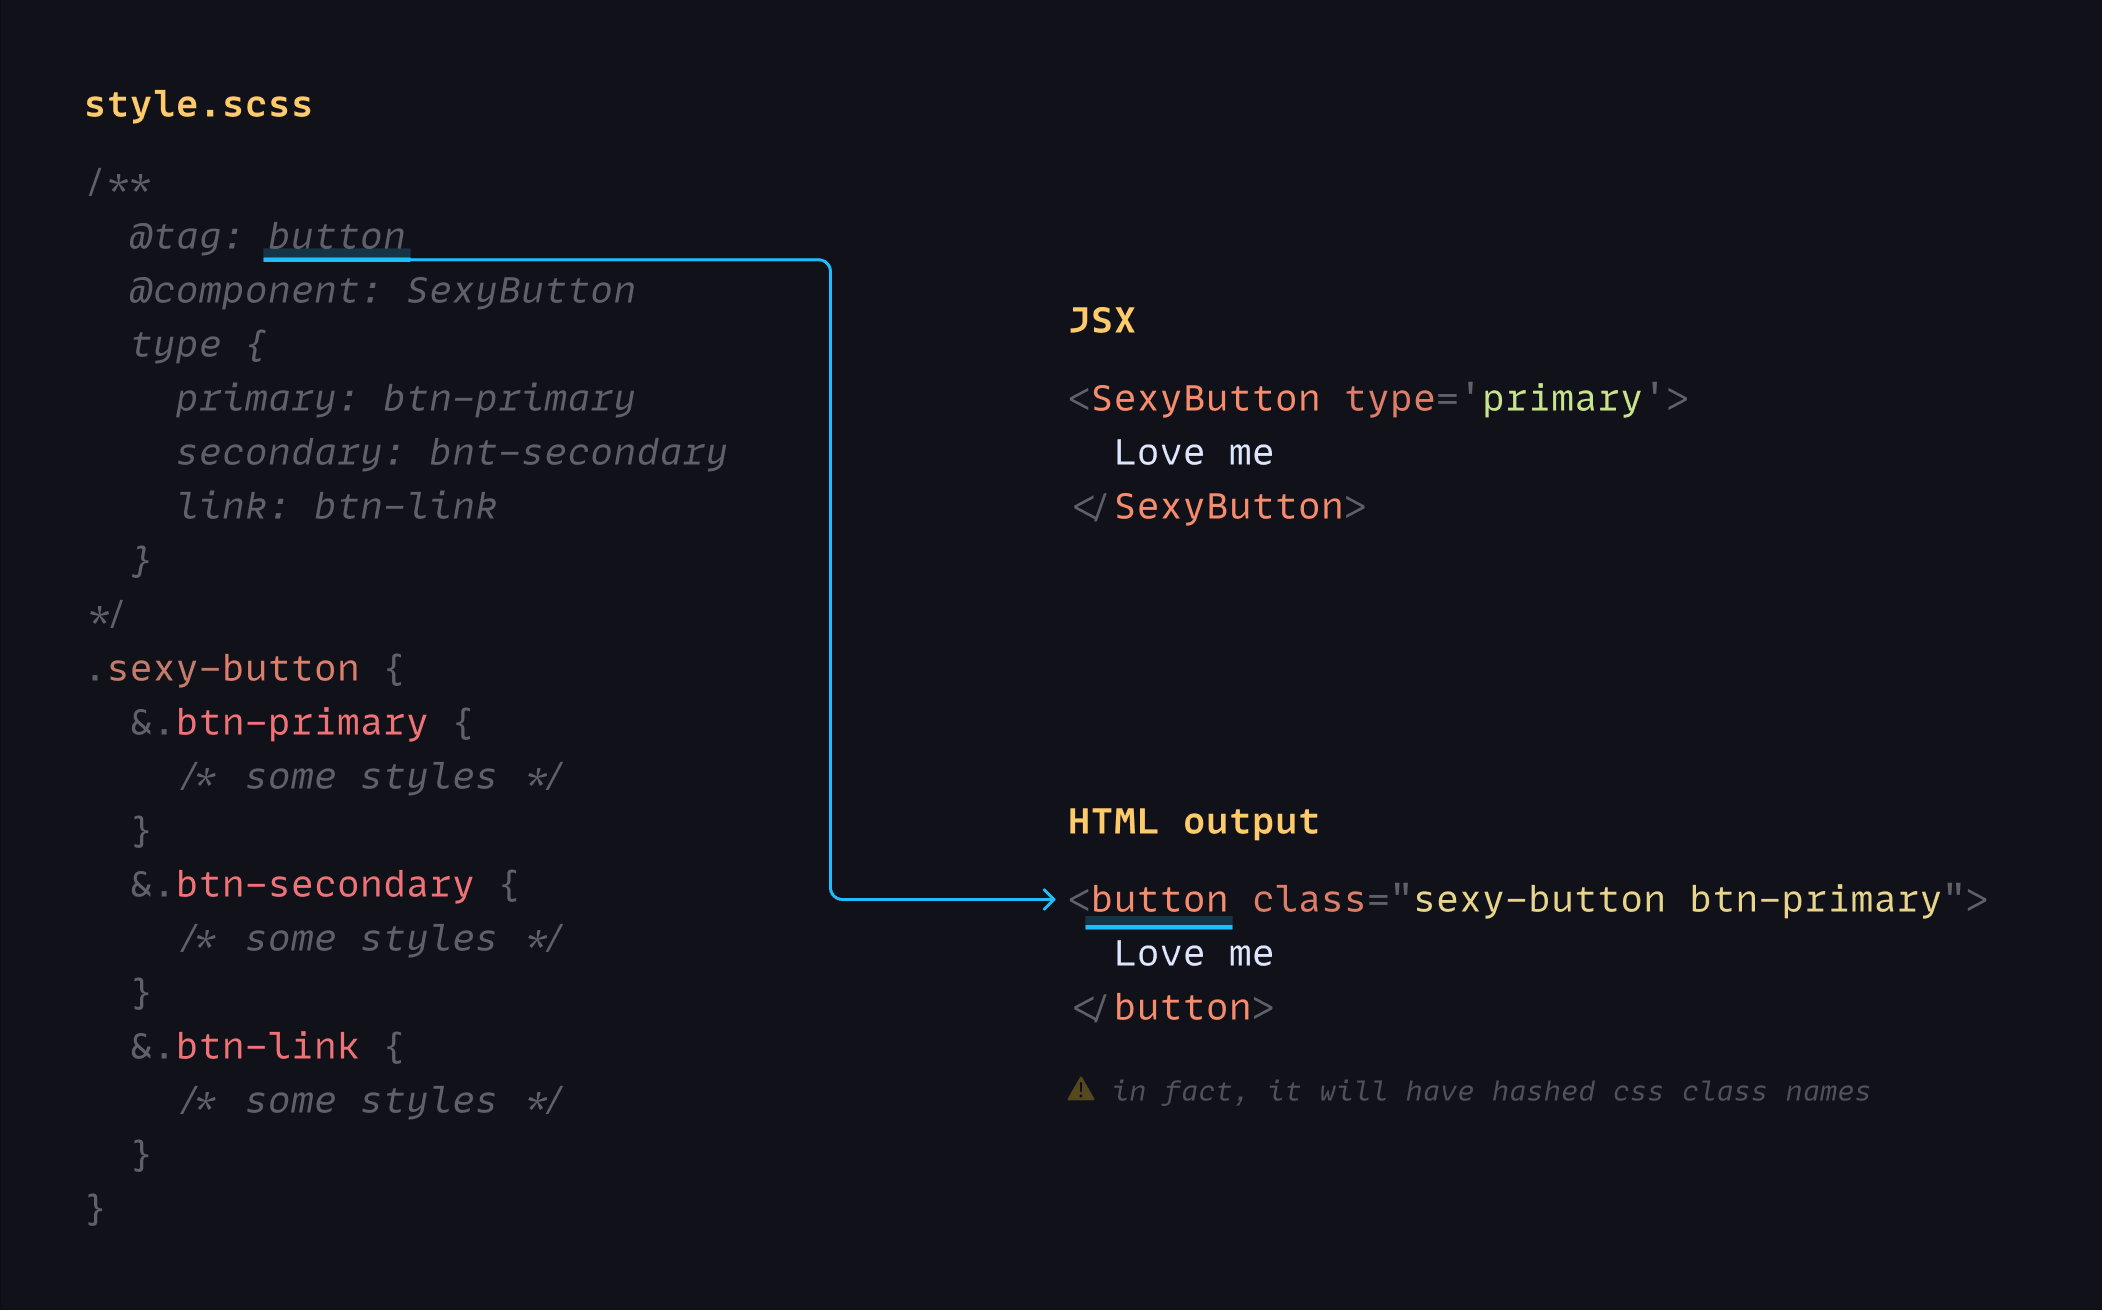 style.scss
/**
  @tag: button
  @component: SexyButton
  type {
    primary: btn-primary
    secondary: bnt-secondary
    link: btn-link
  }
*/
.sexy-button {
  &.btn-primary {
    /* some styles */
  }
  &.btn-secondary {
    /* some styles */
  }
  &.btn-link {
    /* some styles */
  }
}
JSX
<SexyButton type='primary'>
  Love me
</SexyButton>
HTML output
<button class="sexy-button btn-primary">
  Love me
</button>
⚠ in fact, it will have hashed css class names